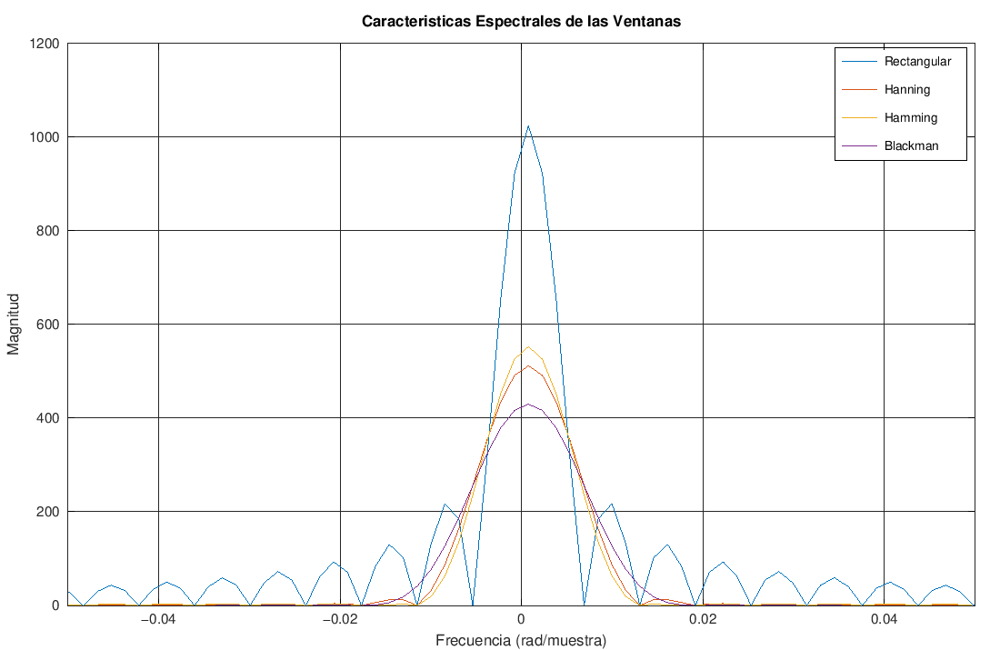 Caracteristicas Espectrales de las Ventanas
1200
1000
800
600
400
200
0
Magnitud
Rectangular
Hanning
Hamming
Blackman
−0.04
−0.02
0
0.02
0.04
Frecuencia (rad/muestra)